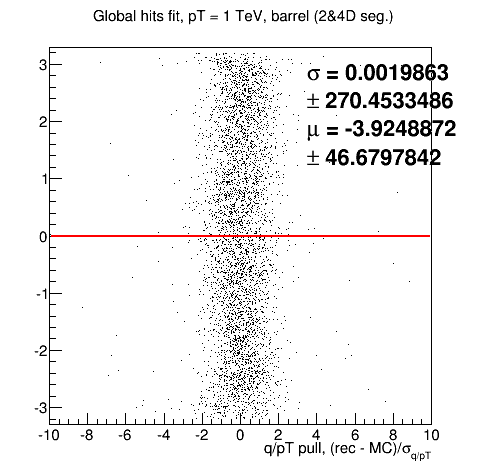 Global hits fit, pT = 1 TeV, barrel (2&4D seg.)
σ = 0.0019863
± 270.4533486
μ = -3.9248872
± 46.6797842
3
2
1
0
-1
-2
-3
-10 -8 -6 -4 -2 0 2 4 6 8 10
q/pT pull, (rec - MC)/σq/pT